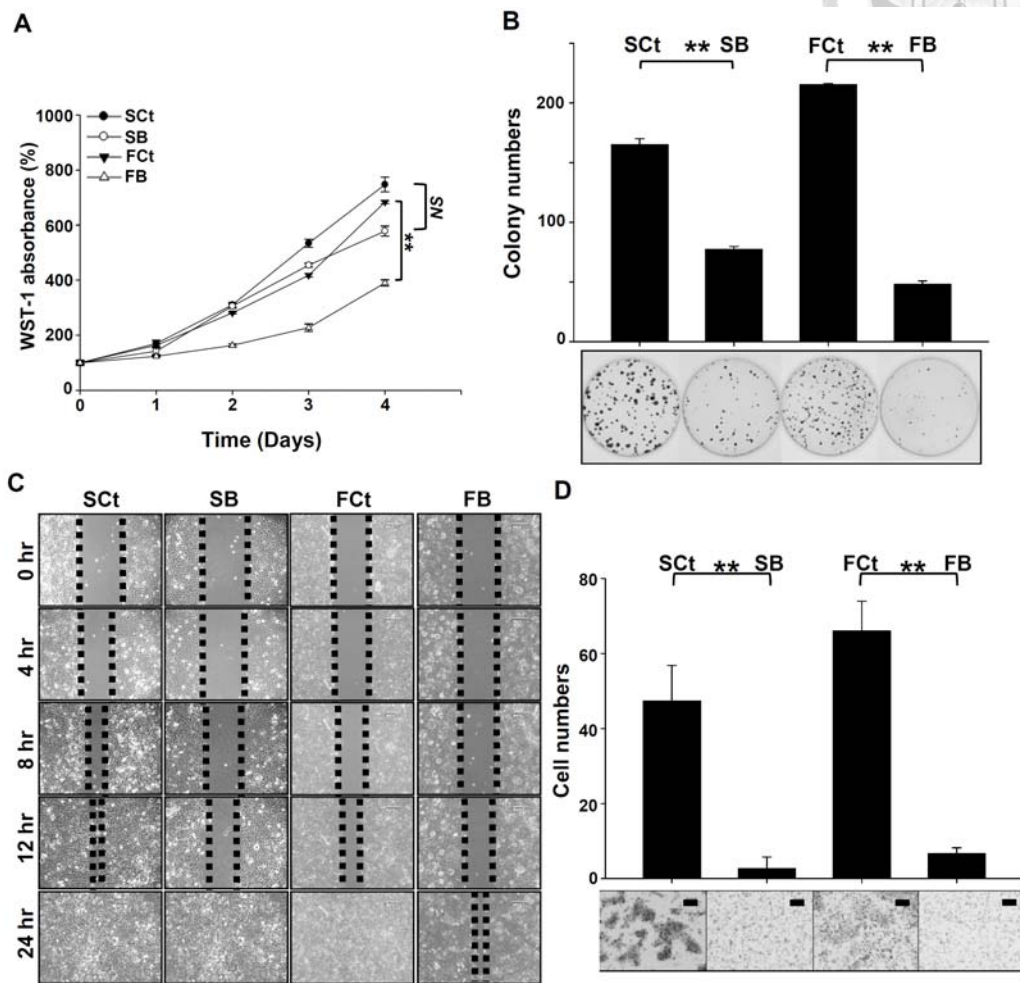 A
1000
800
600
400
200
0
WST-1 absorbance (%)
SCt
SB
FCt
FB
NS
**
0 1 2 3 4
Time (Days)
B
SCt ** SB FCt ** FB
200
100
0
Colony numbers
C
SCt SB FCt FB
0 hr
4 hr
8 hr
12 hr
24 hr
D
SCt ** SB FCt ** FB
80
60
40
20
0
Cell numbers